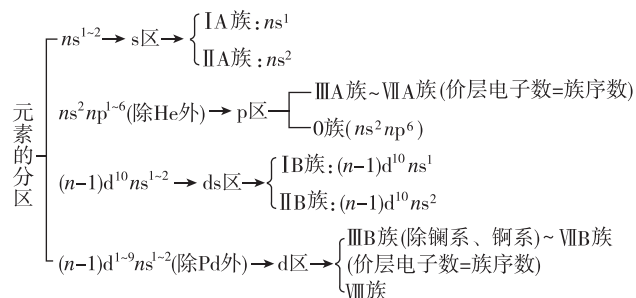 元素的分区
ns¹~² → s区 → ⅠA族:ns¹
ⅡA族:ns²
ns²np¹~⁶(除He外) → p区 ⅢA族~ⅦA族(价层电子数=族序数)
0族(ns²np⁶)
(n-1)d¹⁰ns¹~² → ds区 → ⅠB族:(n-1)d¹⁰ns¹
ⅡB族:(n-1)d¹⁰ns²
(n-1)d¹~⁹ns¹~²(除Pd外) → d区 → ⅢB族(除镧系、锕系)~ⅦB族
(价层电子数=族序数)
Ⅷ族